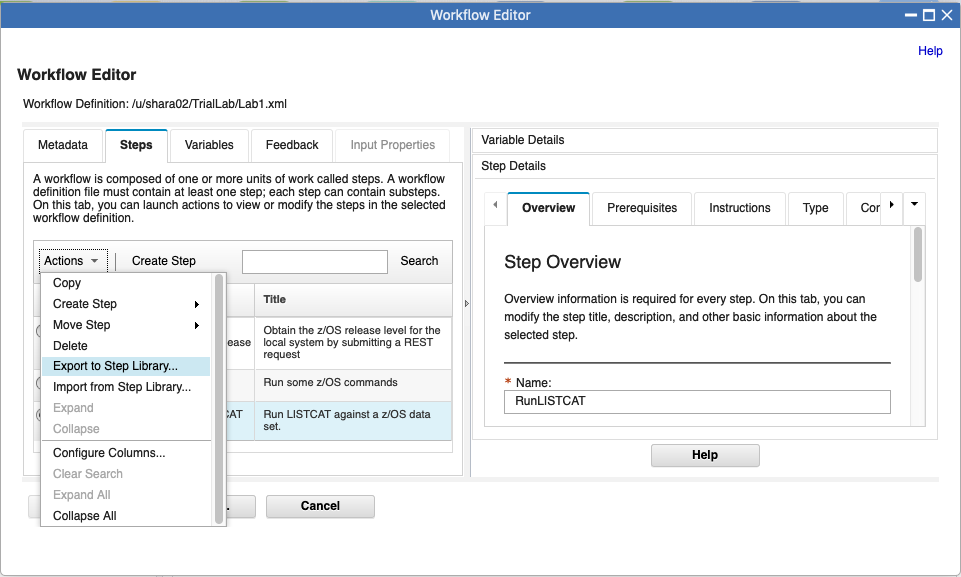 Workflow Editor
Help
Workflow Editor
Workflow Definition: /u/shara02/TrialLab/Lab1.xml
Metadata
Steps
Variables
Feedback
Input Properties
A workflow is composed of one or more units of work called steps. A workflow
definition file must contain at least one step; each step can contain substeps.
On this tab, you can launch actions to view or modify the steps in the selected
workflow definition.
Actions
Create Step
Search
Copy
Create Step
Move Step
Delete
Export to Step Library...
Import from Step Library...
Expand
Collapse
Configure Columns...
Clear Search
Expand All
Collapse All
Title
ease
Obtain the z/OS release level for the
local system by submitting a REST
request
Run some z/OS commands
CAT
Run LISTCAT against a z/OS data
set.
Cancel
Variable Details
Step Details
Overview
Prerequisites
Instructions
Type
Cor
Step Overview
Overview information is required for every step. On this tab, you can
modify the step title, description, and other basic information about the
selected step.
* Name:
RunLISTCAT
Help